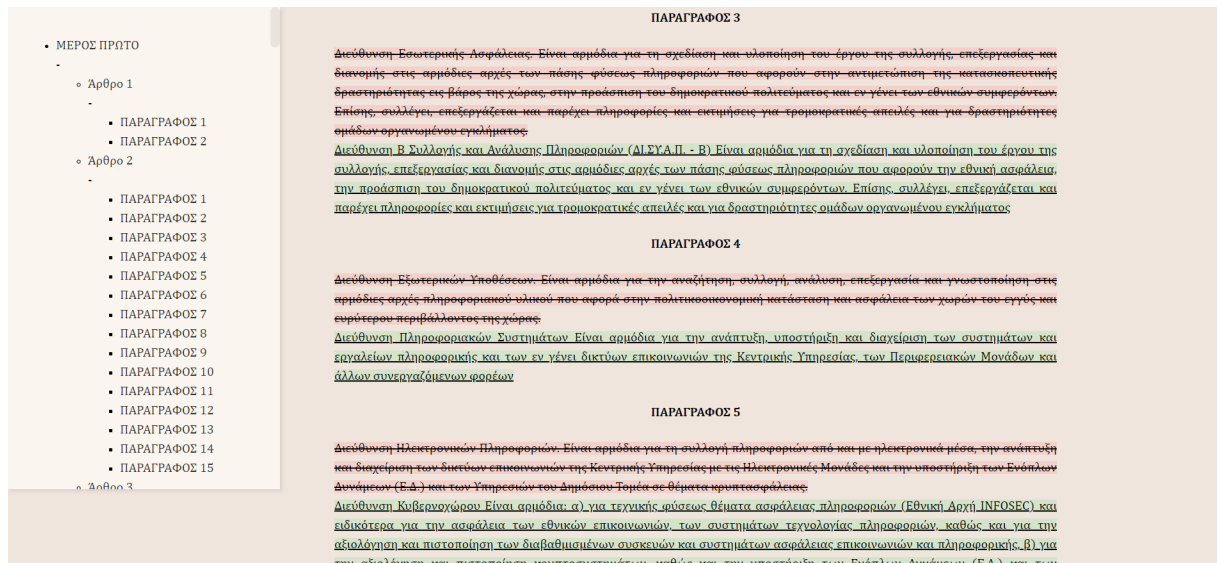 ΜΕΡΟΣ ΠΡΩΤΟ
-
Άρθρο 1
-
ΠΑΡΑΓΡΑΦΟΣ 1
ΠΑΡΑΓΡΑΦΟΣ 2
Άρθρο 2
-
ΠΑΡΑΓΡΑΦΟΣ 1
ΠΑΡΑΓΡΑΦΟΣ 2
ΠΑΡΑΓΡΑΦΟΣ 3
ΠΑΡΑΓΡΑΦΟΣ 4
ΠΑΡΑΓΡΑΦΟΣ 5
ΠΑΡΑΓΡΑΦΟΣ 6
ΠΑΡΑΓΡΑΦΟΣ 7
ΠΑΡΑΓΡΑΦΟΣ 8
ΠΑΡΑΓΡΑΦΟΣ 9
ΠΑΡΑΓΡΑΦΟΣ 10
ΠΑΡΑΓΡΑΦΟΣ 11
ΠΑΡΑΓΡΑΦΟΣ 12
ΠΑΡΑΓΡΑΦΟΣ 13
ΠΑΡΑΓΡΑΦΟΣ 14
ΠΑΡΑΓΡΑΦΟΣ 15
Άρθρο 3
ΠΑΡΑΓΡΑΦΟΣ 3
Διεύθυνση Εσωτερικής Ασφάλειας. Είναι αρμόδια για τη σχεδίαση και υλοποίηση του έργου της συλλογής, επεξεργασίας και
διανομής στις αρμόδιες αρχές των πάσης φύσεως πληροφοριών που αφορούν στην αντιμετώπιση της κατασκοπευτικής
δραστηριότητας εις βάρος της χώρας, στην προάσπιση του δημοκρατικού πολιτεύματος και εν γένει των εθνικών συμφερόντων.
Επίσης, συλλέγει, επεξεργάζεται και παρέχει πληροφορίες και εκτιμήσεις για τρομοκρατικές απειλές και για δραστηριότητες
ομάδων οργανωμένου εγκλήματος.
Διεύθυνση Β Συλλογής και Ανάλυσης Πληροφοριών (ΔΙ.ΣΥ.Α.Π. - Β) Είναι αρμόδια για τη σχεδίαση και υλοποίηση του έργου της
συλλογής, επεξεργασίας και διανομής στις αρμόδιες αρχές των πάσης φύσεως πληροφοριών που αφορούν την εθνική ασφάλεια,
την προάσπιση του δημοκρατικού πολιτεύματος και εν γένει των εθνικών συμφερόντων. Επίσης, συλλέγει, επεξεργάζεται και
παρέχει πληροφορίες και εκτιμήσεις για τρομοκρατικές απειλές και για δραστηριότητες ομάδων οργανωμένου εγκλήματος
ΠΑΡΑΓΡΑΦΟΣ 4
Διεύθυνση Εξωτερικών Υποθέσεων. Είναι αρμόδια για την αναζήτηση, συλλογή, ανάλυση, επεξεργασία και γνωστοποίηση στις
αρμόδιες αρχές πληροφοριακού υλικού που αφορά στην πολιτικοοικονομική κατάσταση και ασφάλεια των χωρών του εγγύς και
ευρύτερου περιβάλλοντος της χώρας.
Διεύθυνση Πληροφοριακών Συστημάτων Είναι αρμόδια για την ανάπτυξη, υποστήριξη και διαχείριση των συστημάτων και
εργαλείων πληροφορικής και των εν γένει δικτύων επικοινωνιών της Κεντρικής Υπηρεσίας, των Περιφερειακών Μονάδων και
άλλων συνεργαζόμενων φορέων
ΠΑΡΑΓΡΑΦΟΣ 5
Διεύθυνση Ηλεκτρονικών Πληροφοριών. Είναι αρμόδια για τη συλλογή πληροφοριών από και με ηλεκτρονικά μέσα, την ανάπτυξη
και διαχείριση των δικτύων επικοινωνιών της Κεντρικής Υπηρεσίας με τις Ηλεκτρονικές Μονάδες και την υποστήριξη των Ενόπλων
Δυνάμεων (Ε.Δ.) και των Υπηρεσιών του Δημόσιου Τομέα σε θέματα κρυπτασφάλειας.
Διεύθυνση Κυβερνοχώρου Είναι αρμόδια: α) για τεχνικής φύσεως θέματα ασφάλειας πληροφοριών (Εθνική Αρχή INFOSEC) και
ειδικότερα για την ασφάλεια των εθνικών επικοινωνιών, των συστημάτων τεχνολογίας πληροφοριών, καθώς και για την
αξιολόγηση και πιστοποίηση των διαβαθμισμένων συσκευών και συστημάτων ασφάλειας επικοινωνιών και πληροφορικής, β) για
την αξιολόγηση και πιστοποίηση κρυπτοσυστημάτων, καθώς και την υποστήριξη των Ενόπλων Δυνάμεων (Ε.Δ.) και των